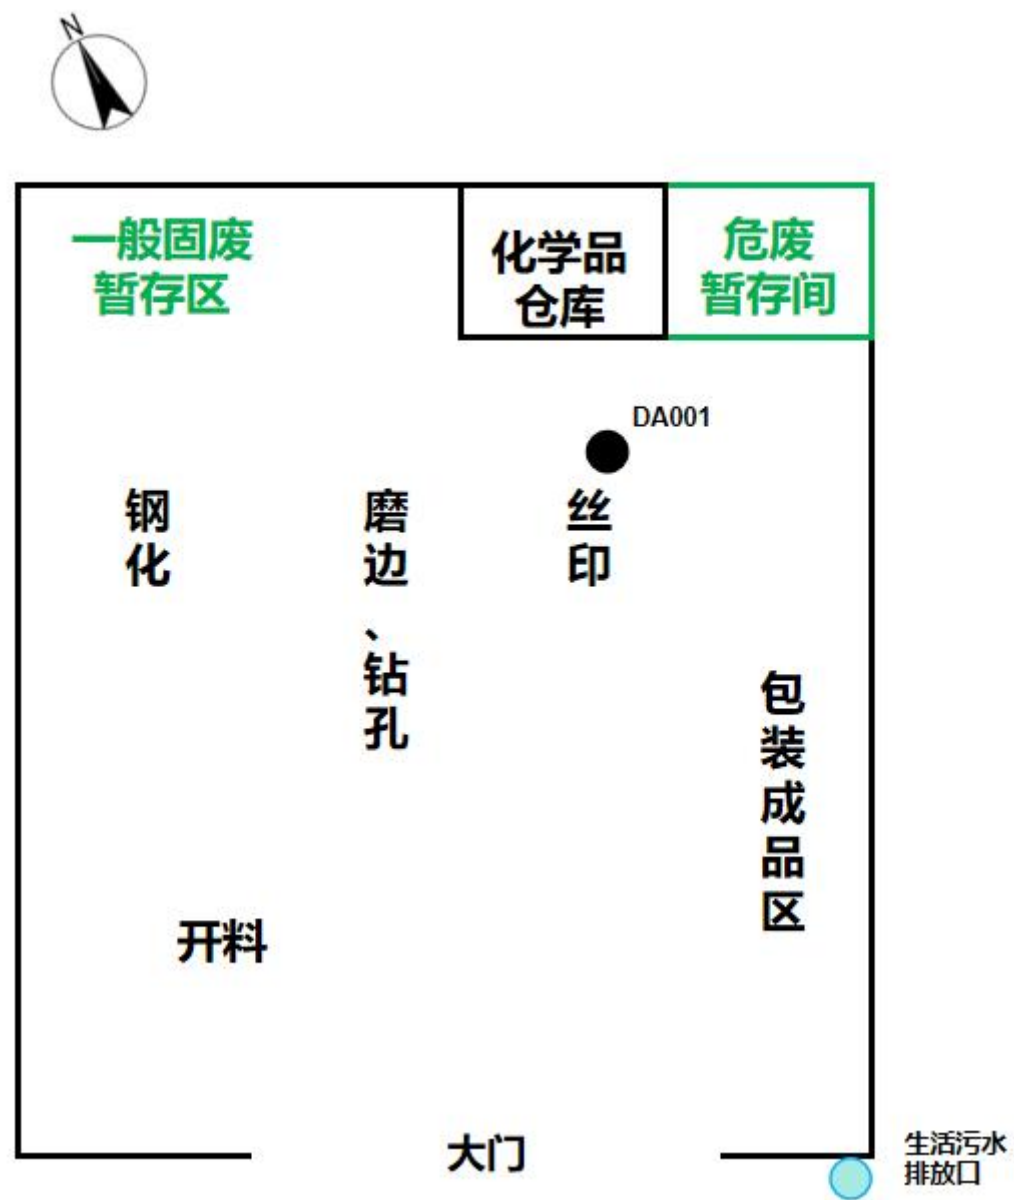 N
一般固废
暂存区
化学品
仓库
危废
暂存间
DA001
钢化
磨边、钻孔
丝印
包装成品区
开料
大门
生活污水
排放口